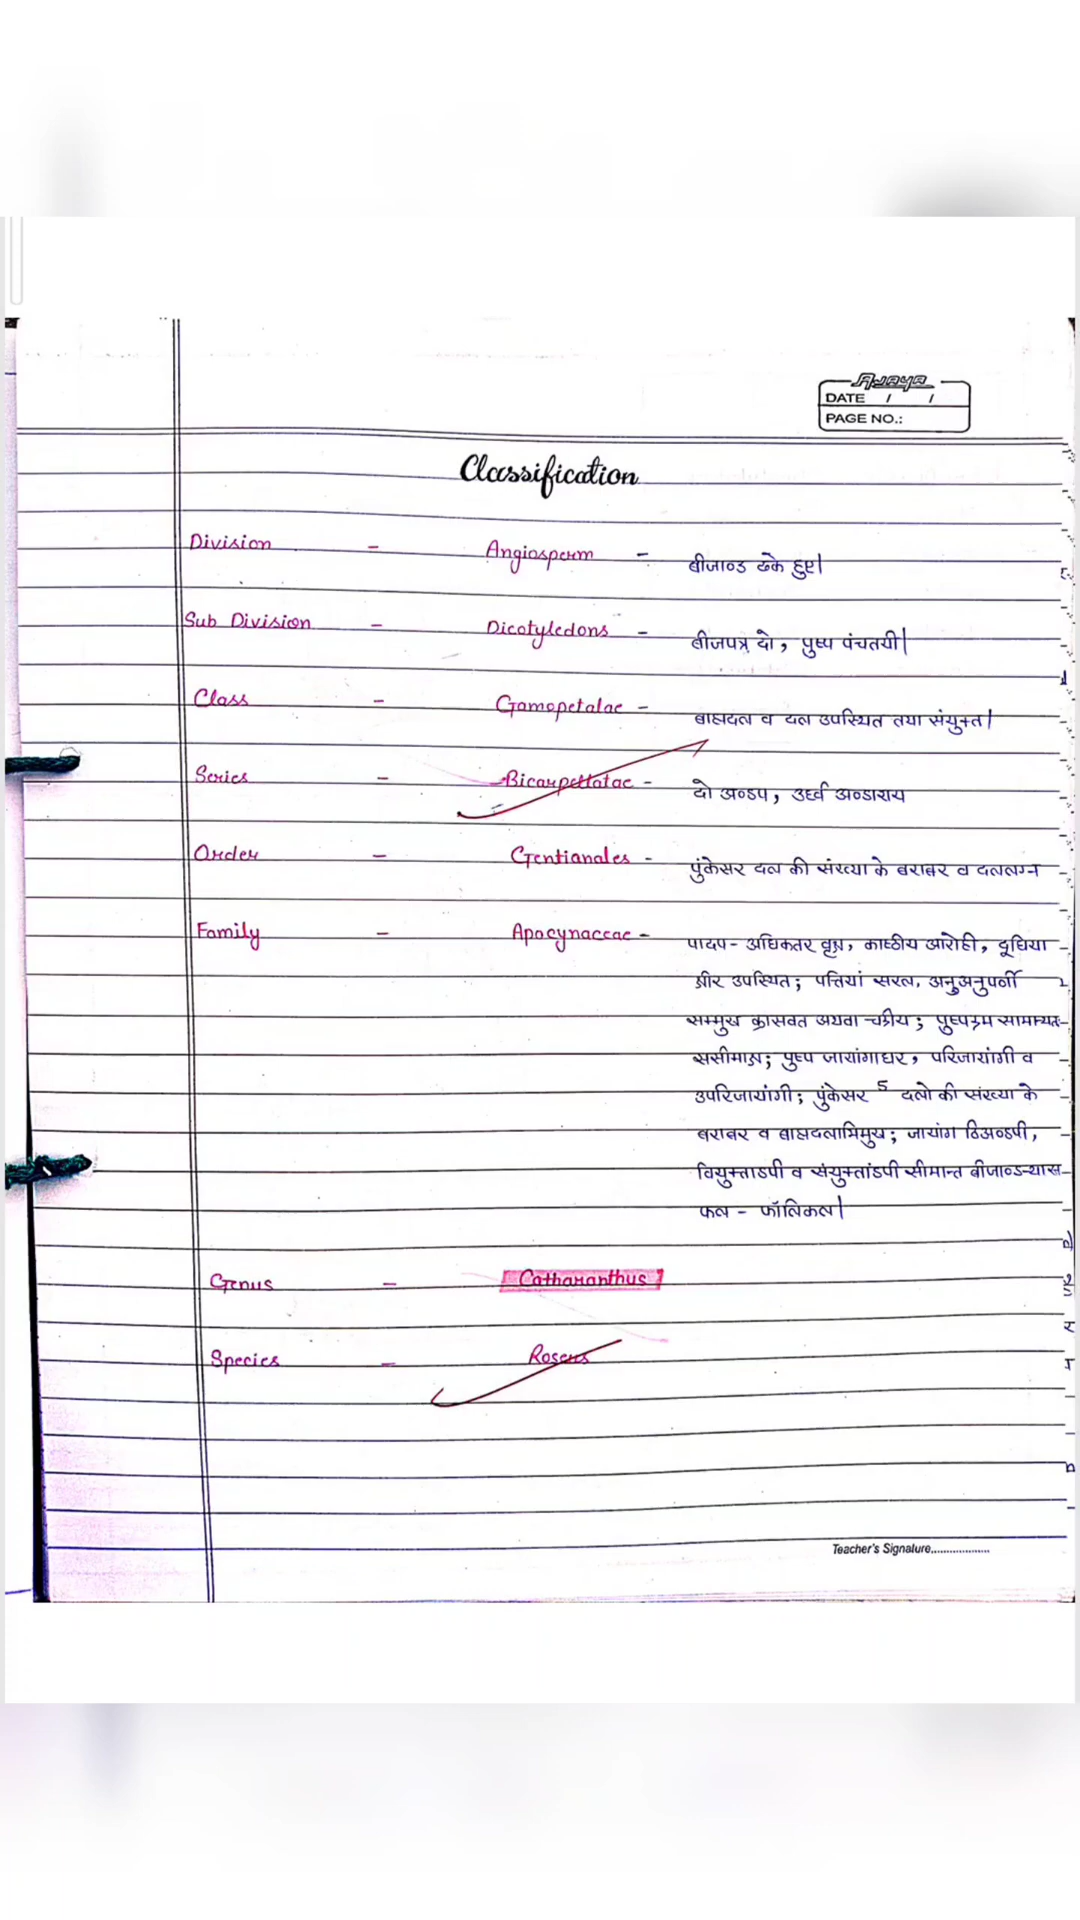 Ajaya
DATE / /
PAGE NO.:
Classification
Division - Angiosperm - बीजाण्ड ढके हुए।
Sub Division - Dicotyledons - बीजपत्र दो, पुष्प पंचतयी।
Class - Gamopetalae - बाह्यदल व दल उपस्थित तथा संयुक्त।
Series - Bicarpellatae - दो अण्डप, उर्ध्व अण्डाशय
Order - Gentianales - पुंकेसर दल की संख्या के बराबर व दललग्न
Family - Apocynaceae - पादप - अधिकतर वृक्ष, काष्ठीय आरोही, दूधिया
क्षीर उपस्थित; पत्तियां सरल, अनुअनुपर्णी
सम्मुख क्रासवत अथवा चक्रीय; पुष्पक्रम सामान्यत-
ससीमाक्ष; पुष्प जायांगाधर, परिजायांगी व
उपरिजायांगी; पुंकेसर 5 दलो की संख्या के
बराबर व बाह्यदलाभिमुख; जायांग द्विअण्डपी,
वियुक्ताडपी व संयुक्तांडपी सीमान्त बीजाण्डन्यास
फल - फॉलिकल।
Genus - Catharanthus
Species - Roseus
Teacher's Signature..................